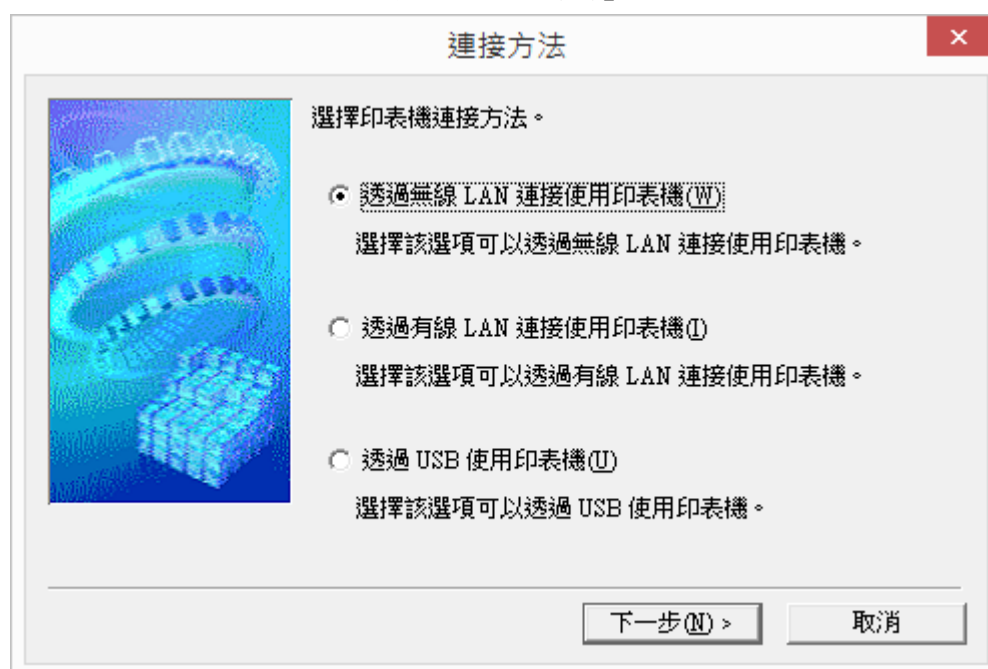 連接方法
選擇印表機連接方法。
透過無線 LAN 連接使用印表機(W)
選擇該選項可以透過無線 LAN 連接使用印表機。
透過有線 LAN 連接使用印表機(I)
選擇該選項可以透過有線 LAN 連接使用印表機。
透過 USB 使用印表機(U)
選擇該選項可以透過 USB 使用印表機。
下一步(N) > 取消